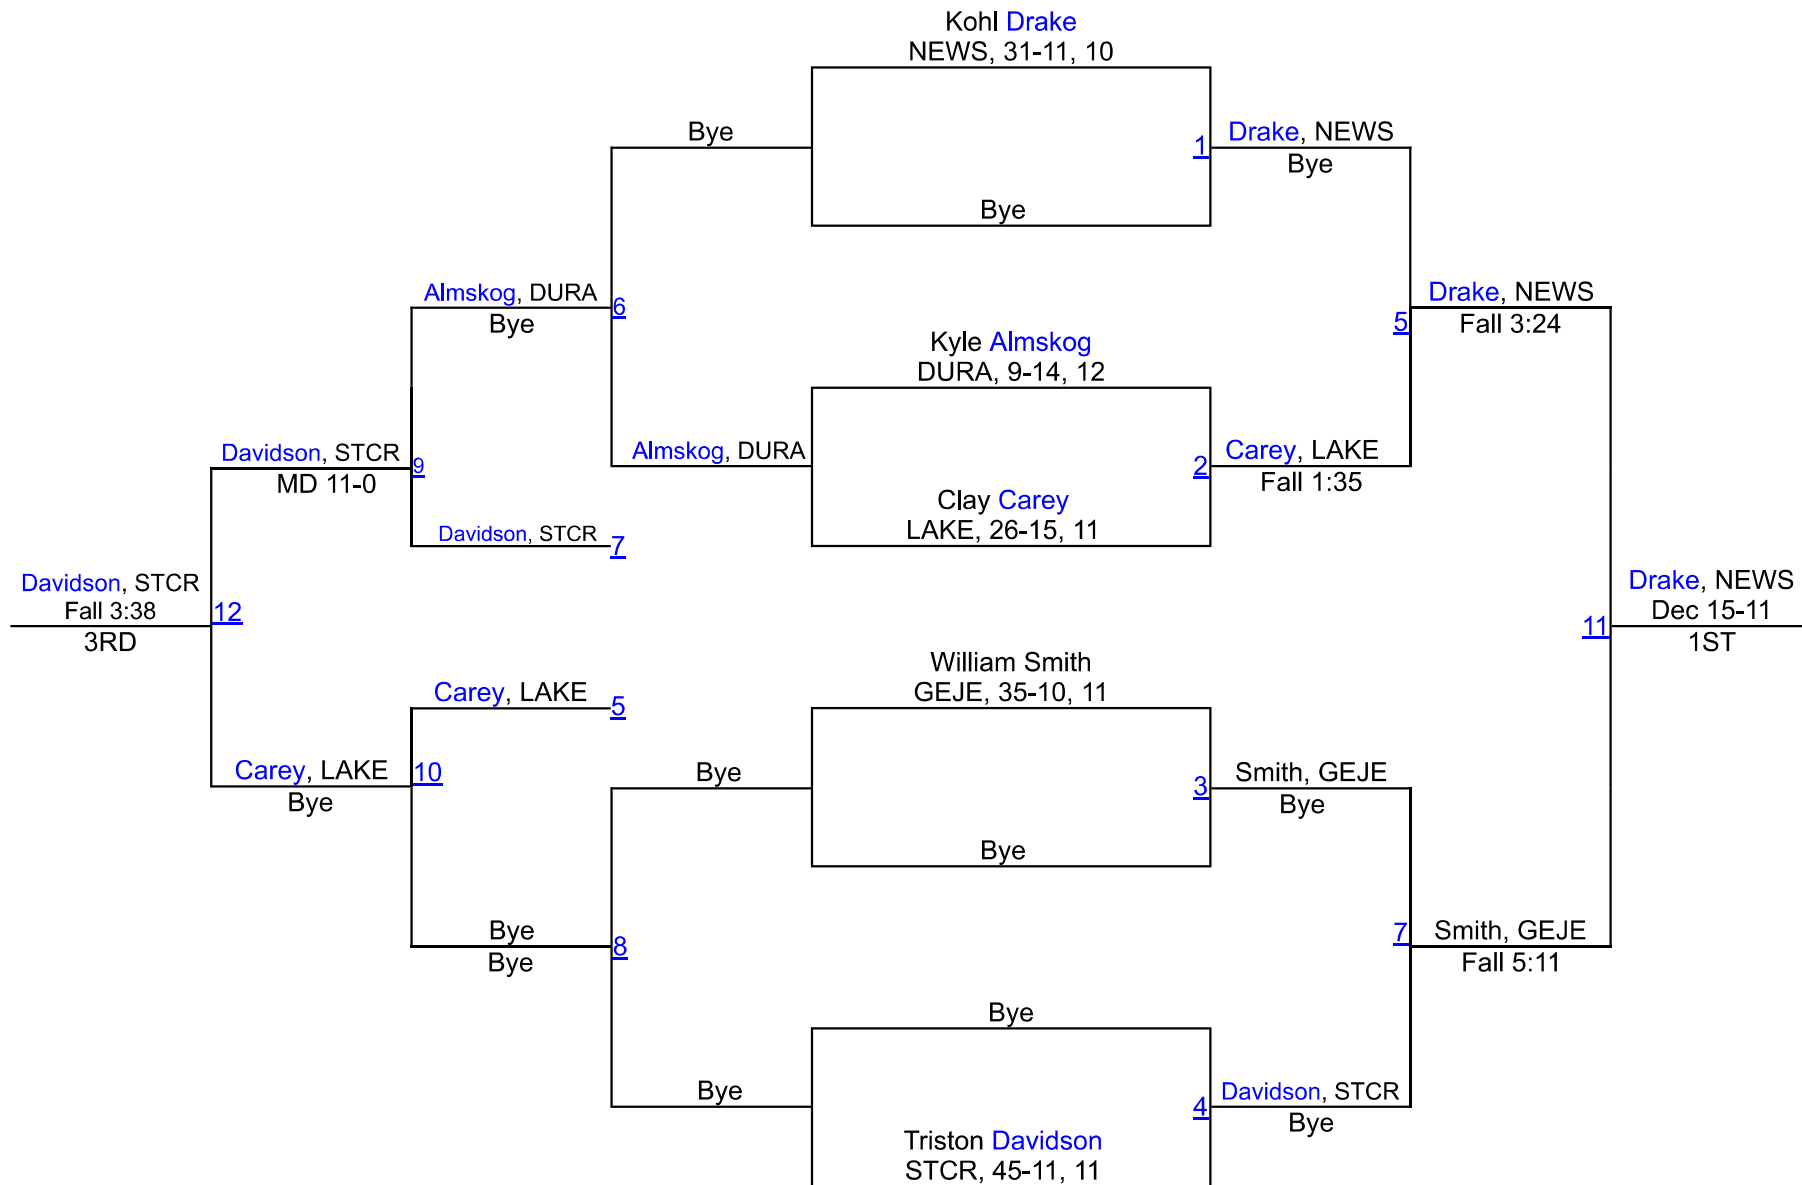 Kohl Drake
NEWS, 31-11, 10
Bye
1
Drake, NEWS
Bye
Bye
Almskog, DURA
Bye
6
Drake, NEWS
Fall 3:24
5
Kyle Almskog
DURA, 9-14, 12
Davidson, STCR
MD 11-0
9
Almskog, DURA
2
Carey, LAKE
Fall 1:35
Clay Carey
LAKE, 26-15, 11
Davidson, STCR
7
Davidson, STCR
Fall 3:38
3RD
12
Drake, NEWS
Dec 15-11
1ST
11
William Smith
GEJE, 35-10, 11
Carey, LAKE
5
Carey, LAKE
Bye
10
Bye
3
Smith, GEJE
Bye
Bye
Bye
Bye
8
7
Smith, GEJE
Fall 5:11
Bye
Bye
4
Davidson, STCR
Bye
Triston Davidson
STCR, 45-11, 11